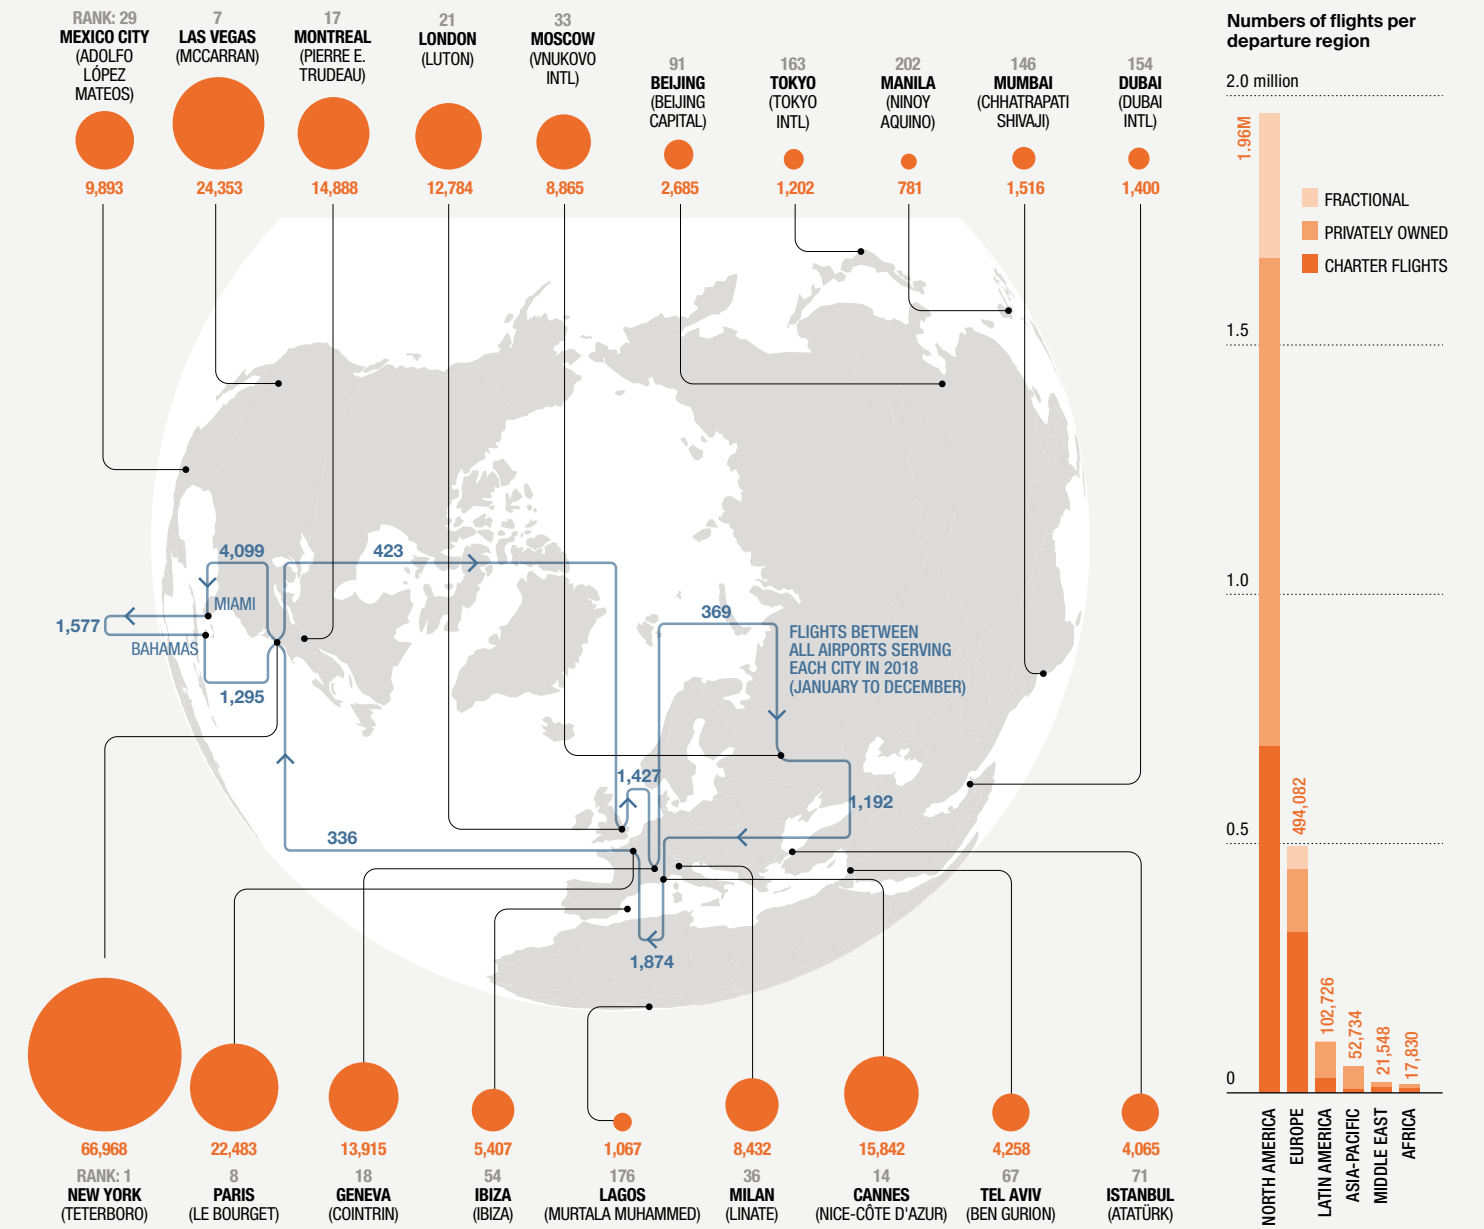 RANK: 29
MEXICO CITY
(ADOLFO
LÓPEZ
MATEOS)
9,893
7
LAS VEGAS
(MCCARRAN)
24,353
17
MONTREAL
(PIERRE E.
TRUDEAU)
14,888
21
LONDON
(LUTON)
12,784
33
MOSCOW
(VNUKOVO
INTL)
8,865
91
BEIJING
(BEIJING
CAPITAL)
2,685
163
TOKYO
(TOKYO
INTL)
1,202
202
MANILA
(NINOY
AQUINO)
781
146
MUMBAI
(CHHATRAPATI
SHIVAJI)
1,516
154
DUBAI
(DUBAI
INTL)
1,400
4,099
423
MIAMI
1,577
BAHAMAS
1,295
369
FLIGHTS BETWEEN
ALL AIRPORTS SERVING
EACH CITY IN 2018
(JANUARY TO DECEMBER)
1,427
1,192
336
1,874
66,968
RANK: 1
NEW YORK
(TETERBORO)
22,483
8
PARIS
(LE BOURGET)
13,915
18
GENEVA
(COINTRIN)
5,407
54
IBIZA
(IBIZA)
1,067
176
LAGOS
(MURTALA MUHAMMED)
8,432
36
MILAN
(LINATE)
15,842
14
CANNES
(NICE-CÔTE D'AZUR)
4,258
67
TEL AVIV
(BEN GURION)
4,065
71
ISTANBUL
(ATATÜRK)
Numbers of flights per
departure region
2.0 million
1.96M
FRACTIONAL
PRIVATELY OWNED
CHARTER FLIGHTS
1.5
1.0
0.5
0
494,082
102,726
52,734
21,548
17,830
NORTH AMERICA
EUROPE
LATIN AMERICA
ASIA-PACIFIC
MIDDLE EAST
AFRICA